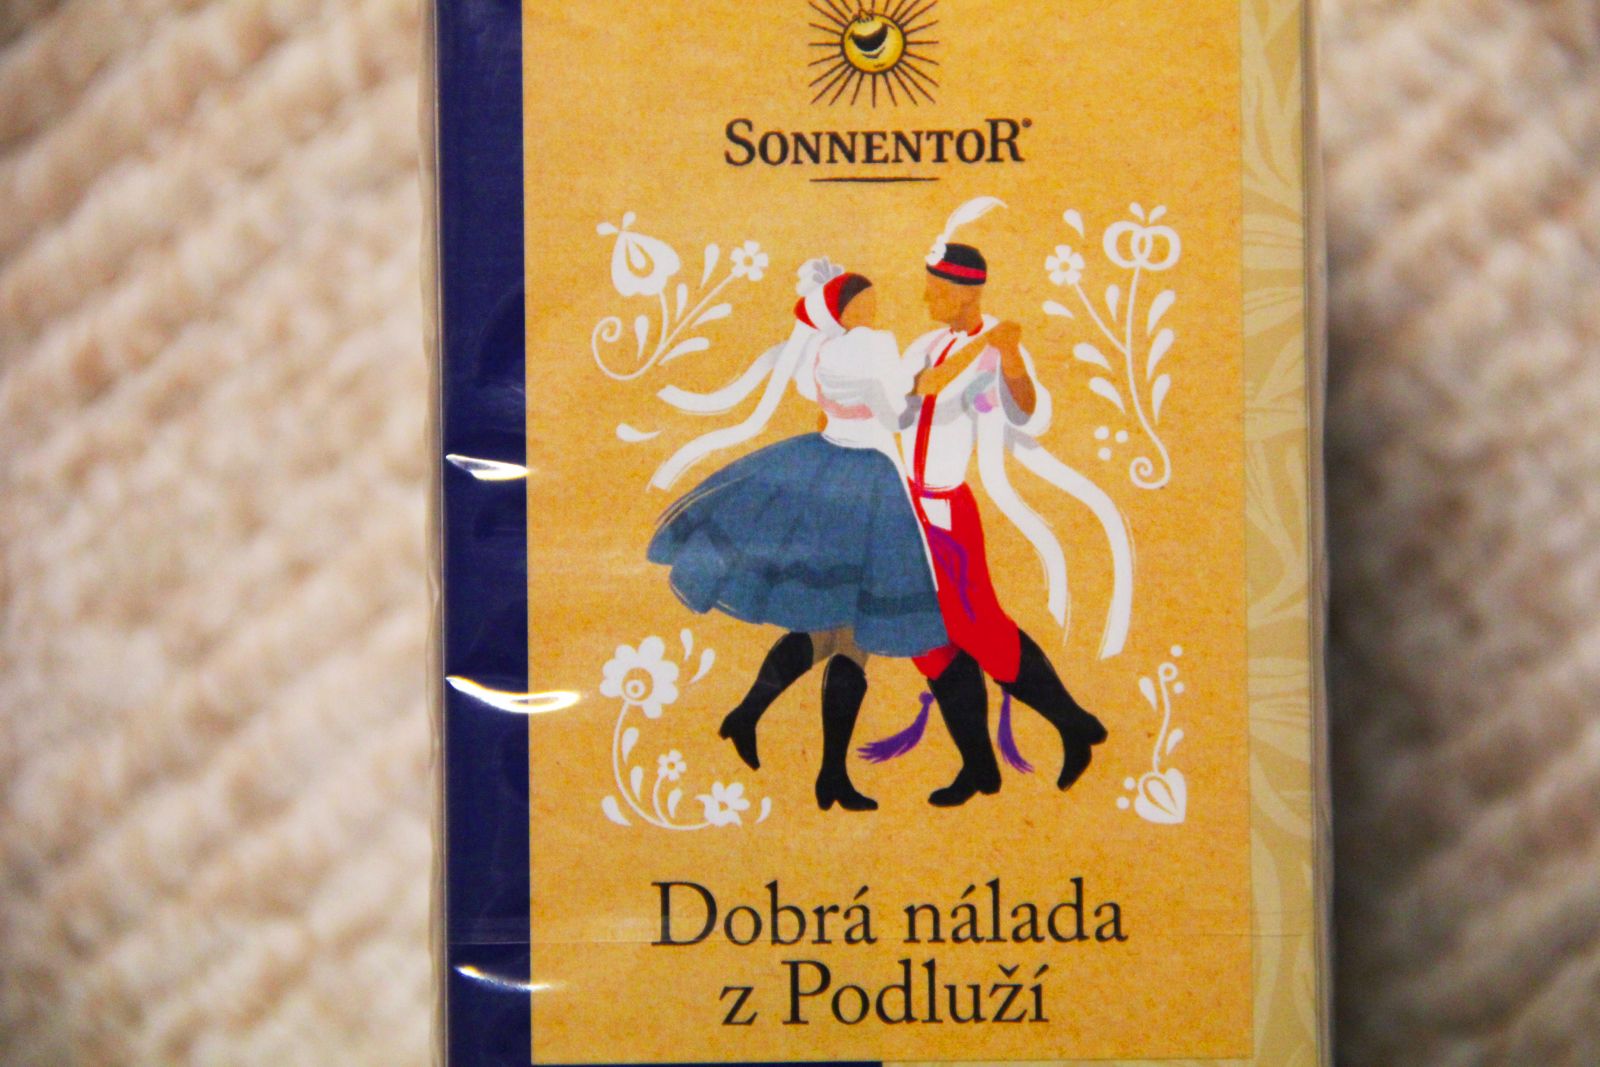 SONNENTOR®
Dobrá nálada
z Podluží